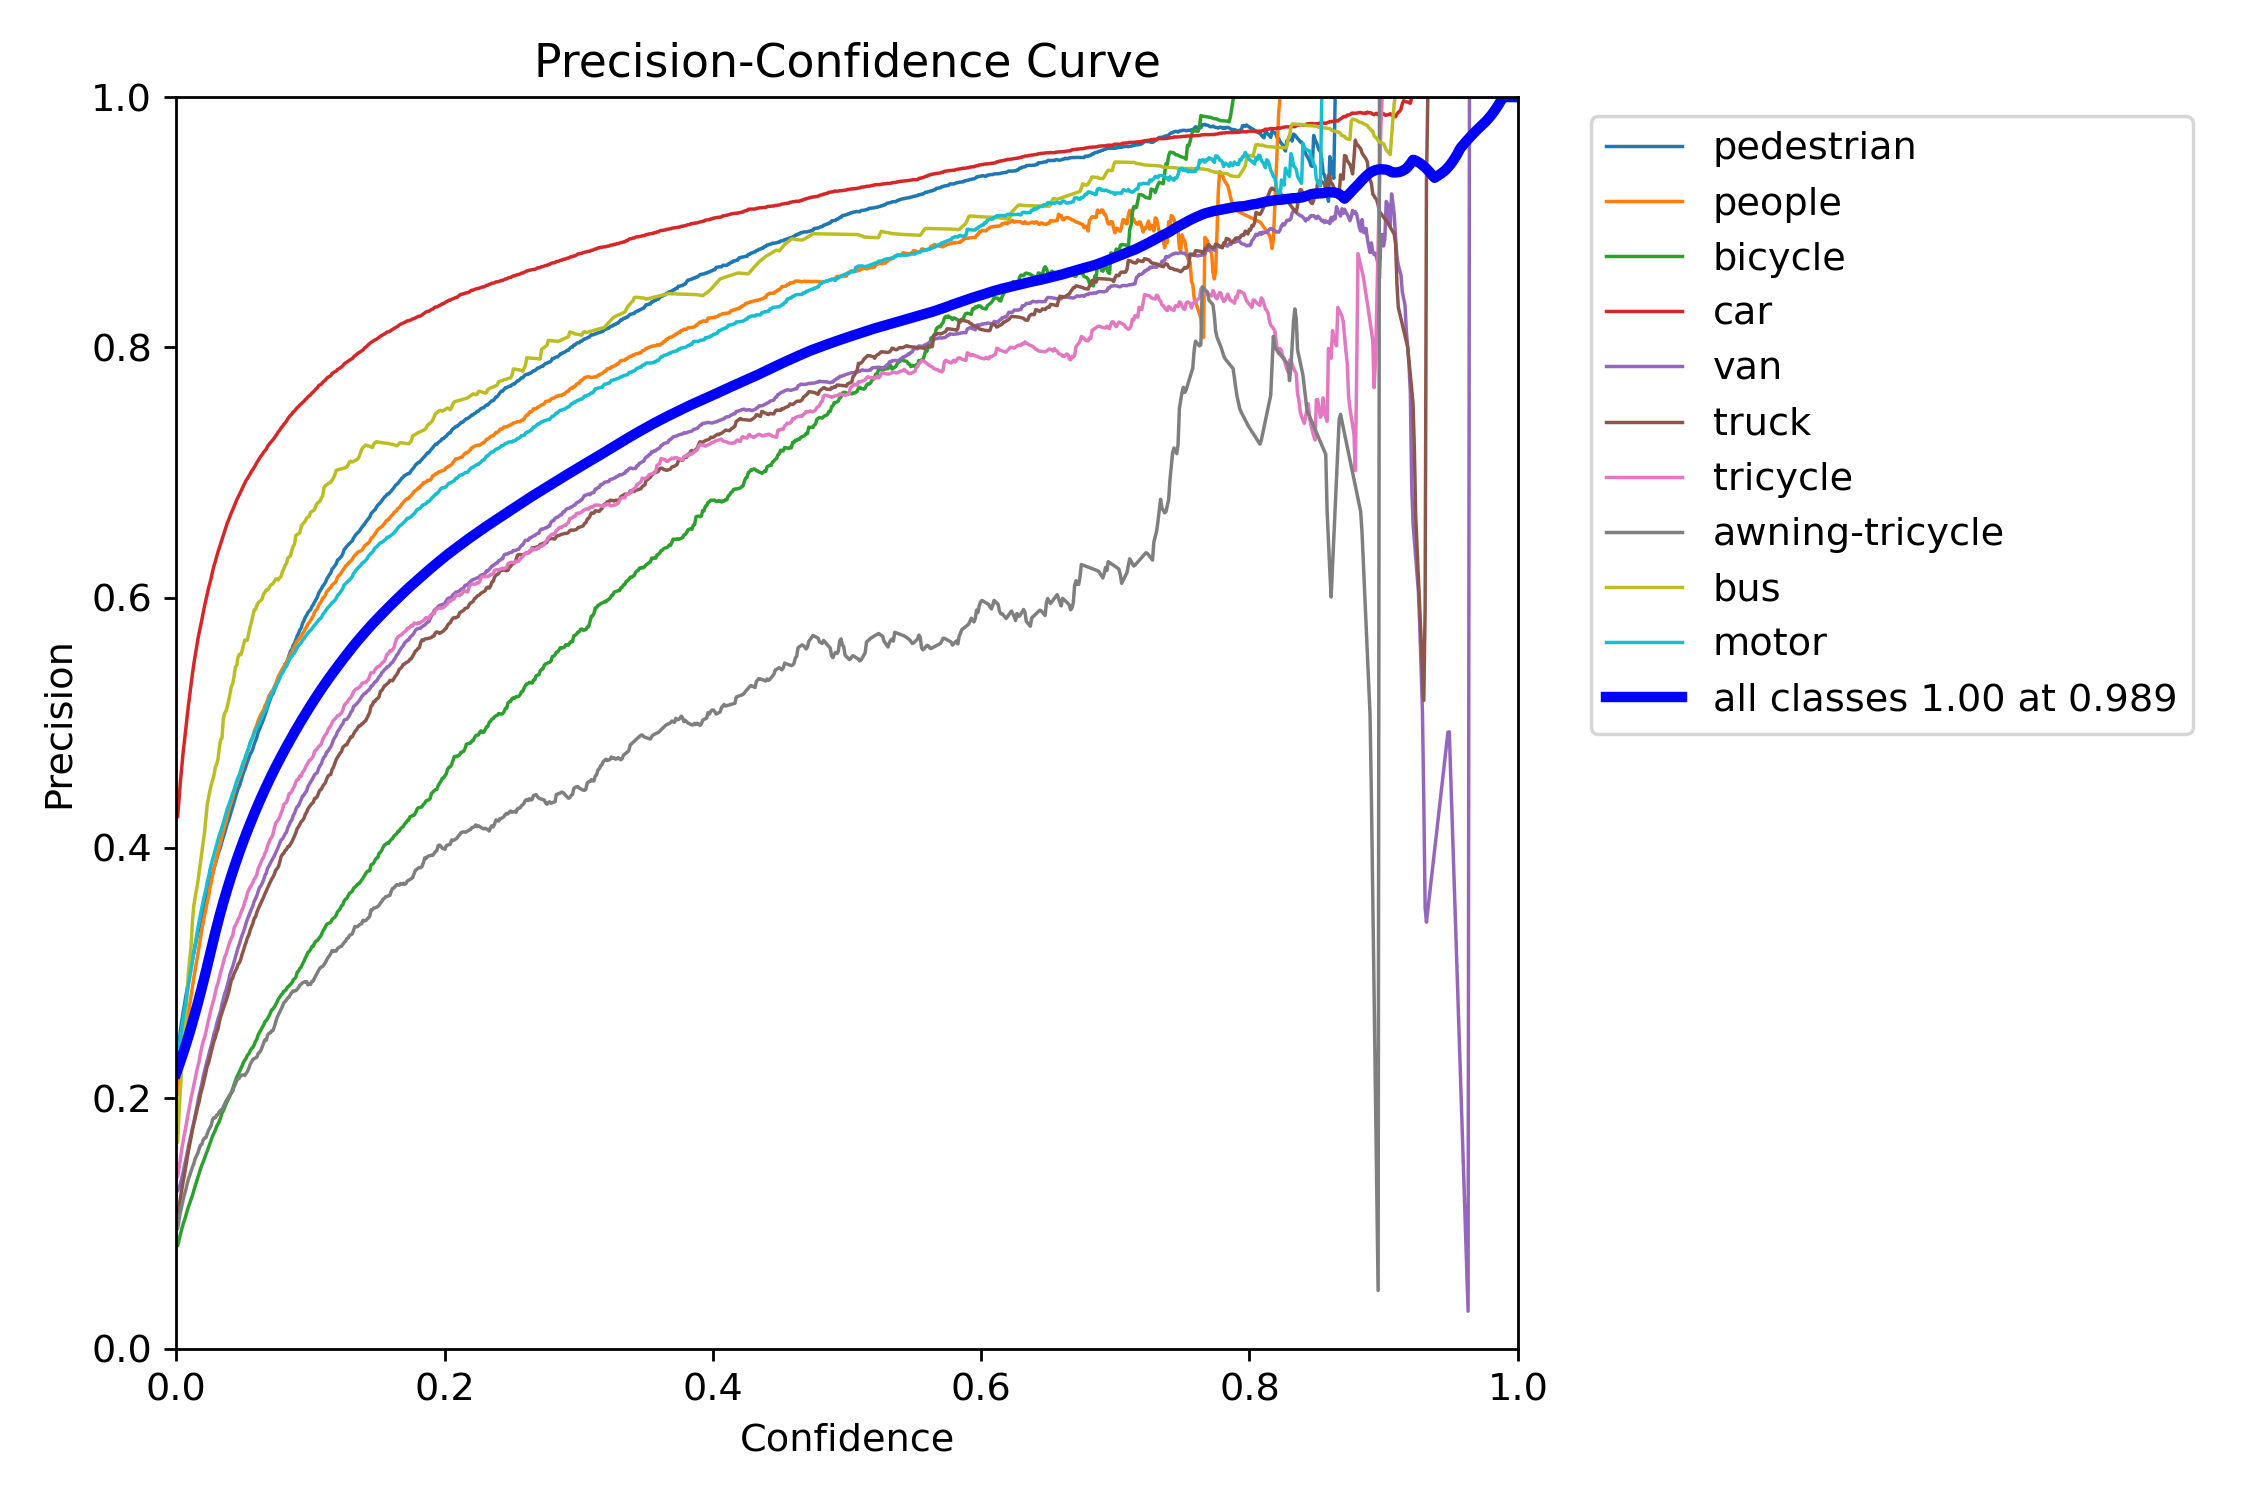 Precision-Confidence Curve
1.0
0.8
0.6
0.4
0.2
0.0
Precision
0.0 0.2 0.4 0.6 0.8 1.0
Confidence
pedestrian
people
bicycle
car
van
truck
tricycle
awning-tricycle
bus
motor
all classes 1.00 at 0.989